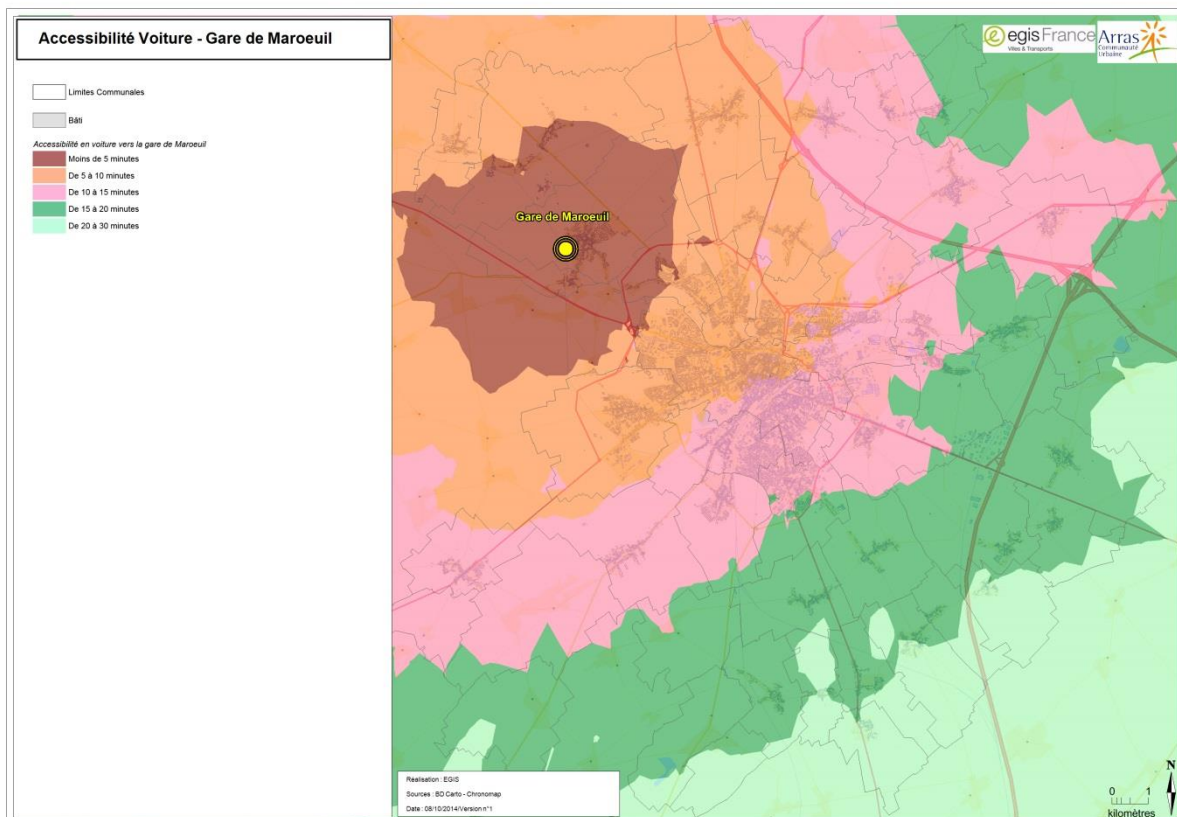 Accessibilité Voiture - Gare de Maroeuil
Limites Communales
Bâti
Accessibilité en voiture vers la gare de Maroeuil
Moins de 5 minutes
De 5 à 10 minutes
De 10 à 15 minutes
De 15 à 20 minutes
De 20 à 30 minutes
egis France
Villes & Transports
Arras
Communauté
Urbaine
Gare de Maroeuil
Réalisation : EGIS
Sources : BD Carto - Chronomap
Date : 08/10/2014/Version n°1
N
0 1
kilomètres